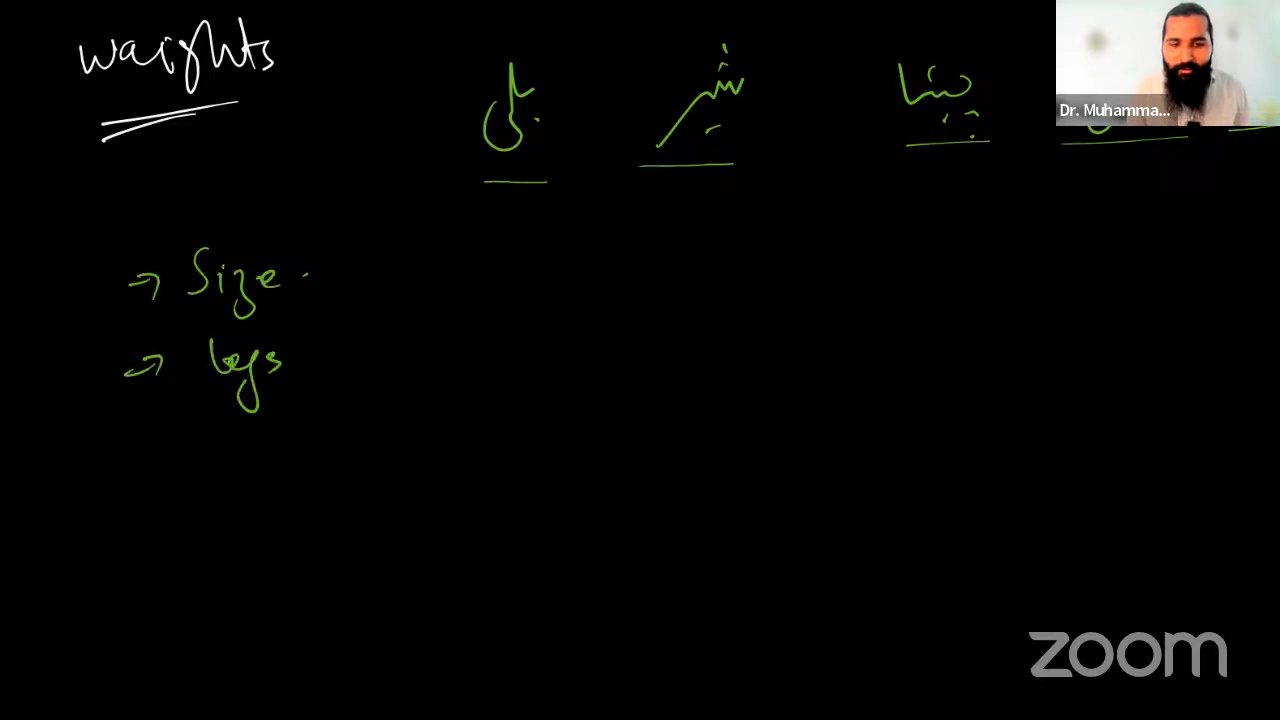 waights
بلی شیر چیتا
Dr. Muhamma...
→ Size
→ legs
zoom